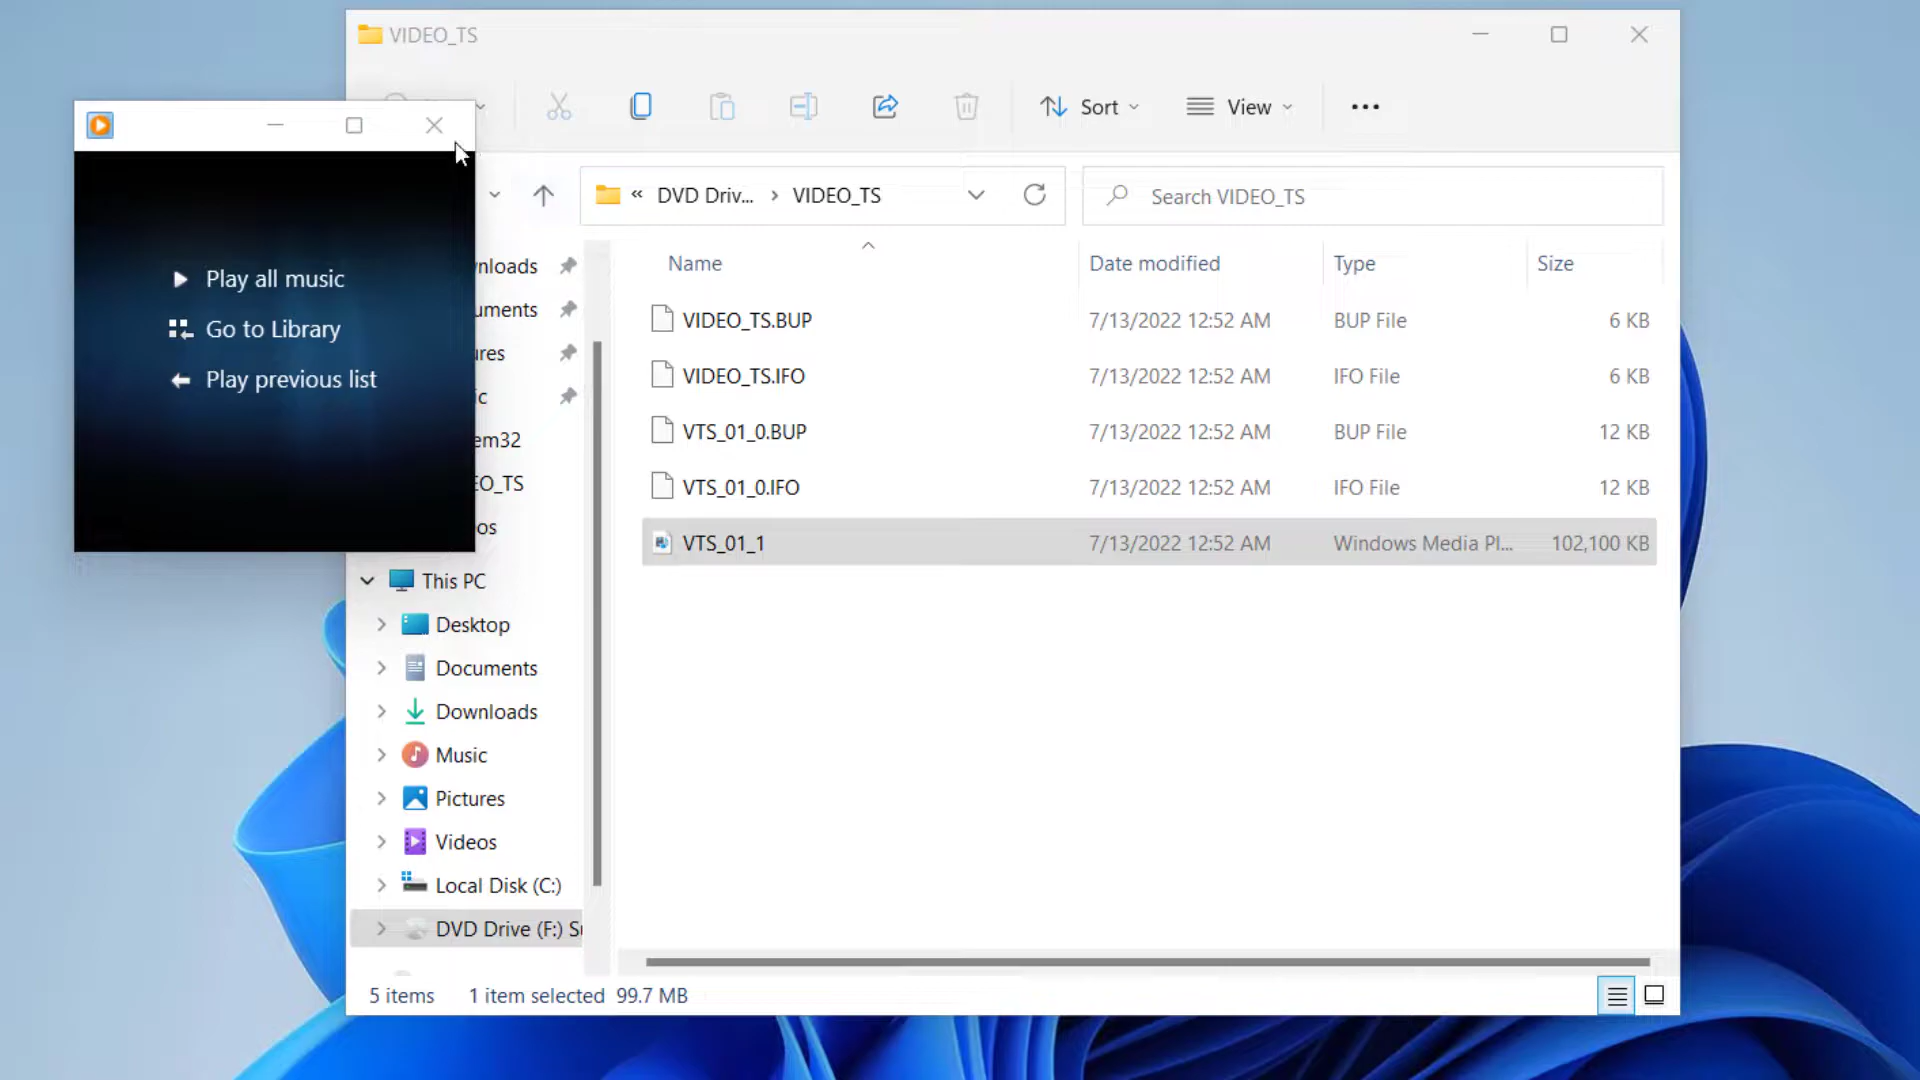 VIDEO_TS
Sort
View
DVD Driv...
VIDEO_TS
Search VIDEO_TS
Play all music
Go to Library
Play previous list
nloads
uments
ures
ic
em32
EO_TS
os
This PC
Desktop
Documents
Downloads
Music
Pictures
Videos
Local Disk (C:)
DVD Drive (F:) S
Name Date modified Type Size
VIDEO_TS.BUP 7/13/2022 12:52 AM BUP File 6 KB
VIDEO_TS.IFO 7/13/2022 12:52 AM IFO File 6 KB
VTS_01_0.BUP 7/13/2022 12:52 AM BUP File 12 KB
VTS_01_0.IFO 7/13/2022 12:52 AM IFO File 12 KB
VTS_01_1 7/13/2022 12:52 AM Windows Media Pl... 102,100 KB
5 items 1 item selected 99.7 MB